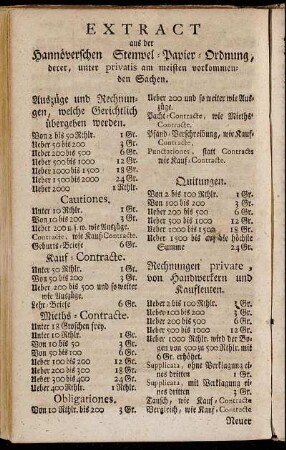 EXTRACT
aus der
Hannöverschen Stempel-Papier-Ordnung,
derer, unter privatis am meisten vorkommen-
den Sachen.
Auszüge und Rechnun-
gen, welche Gerichtlich
übergeben werden.
Von 2 bis 50 Rthlr. 1 Gr.
Ueber 50 bis 200 3 Gr.
Ueber 200 bis 500 6 Gr.
Ueber 500 bis 1000 12 Gr.
Ueber 1000 bis 1500 18 Gr.
Ueber 1500 bis 2000 24 Gr.
Ueber 2000 1 Rthlr.
Cautiones.
Unter 10 Rthlr. 1 Gr.
Von 10 bis 200 3 Gr.
Ueber 200 u. s. w. wie Auszüge.
Contracte, wie Kauf-Contracte
Geburts-Briefe 6 Gr.
Kauf-Contracte.
Unter 50 Rthlr. 1 Gr.
Von 50 bis 200 3 Gr.
Ueber 200 bis 500 und so weiter
wie Auszüge.
Lehr-Briefe 6 Gr.
Mieths-Contracte.
Unter 18 Groschen frey.
Unter 10 Rthlr. 1 Gr.
Von 10 bis 50 3 Gr.
Von 50 bis 100 6 Gr.
Ueber 100 bis 200 12 Gr.
Ueber 200 bis 300 18 Gr.
Ueber 300 bis 400 24 Gr.
Ueber 400 Rthlr. 1 Rthlr.
Obligationes.
Von 10 Rthlr. bis 200 3 Gr.
Ueber 200 und so weiter wie Aus-
züge.
Pacht-Contracte, wie Mieths-
Contracte.
Pfand-Verschreibung, wie Kauf-
Contracte.
Punctationes, statt Contracts
wie Kauf-Contracte.
Quitungen.
Von 2 bis 100 Rthlr. 1 Gr.
Ueber 100 bis 200 3 Gr.
Ueber 200 bis 500 6 Gr.
Ueber 500 bis 1000 12 Gr.
Ueber 1000 bis 1500 18 Gr.
Ueber 1500 bis auf die höchste
Summe 24 Gr.
Rechnungen private,
von Handwerkern und
Kaufleuten.
Ueber 2 bis 100 Rthlr. 1 Gr.
Ueber 100 bis 200 3 Gr.
Ueber 200 bis 500 6 Gr.
Ueber 500 bis 1000 12 Gr.
Ueber 1000 Rthlr. wird der Bo-
gen von 500 zu 500 Rthlr. mit
6 Gr. erhöhet.
Supplicata, ohne Verklagung ei-
nes dritten 1 Gr.
Supplicata, mit Verklagung ei-
nes dritten 3 Gr.
Tausch, wie Kauf-Contracte
Vergleich, wie Kauf-Contracte
Neuer